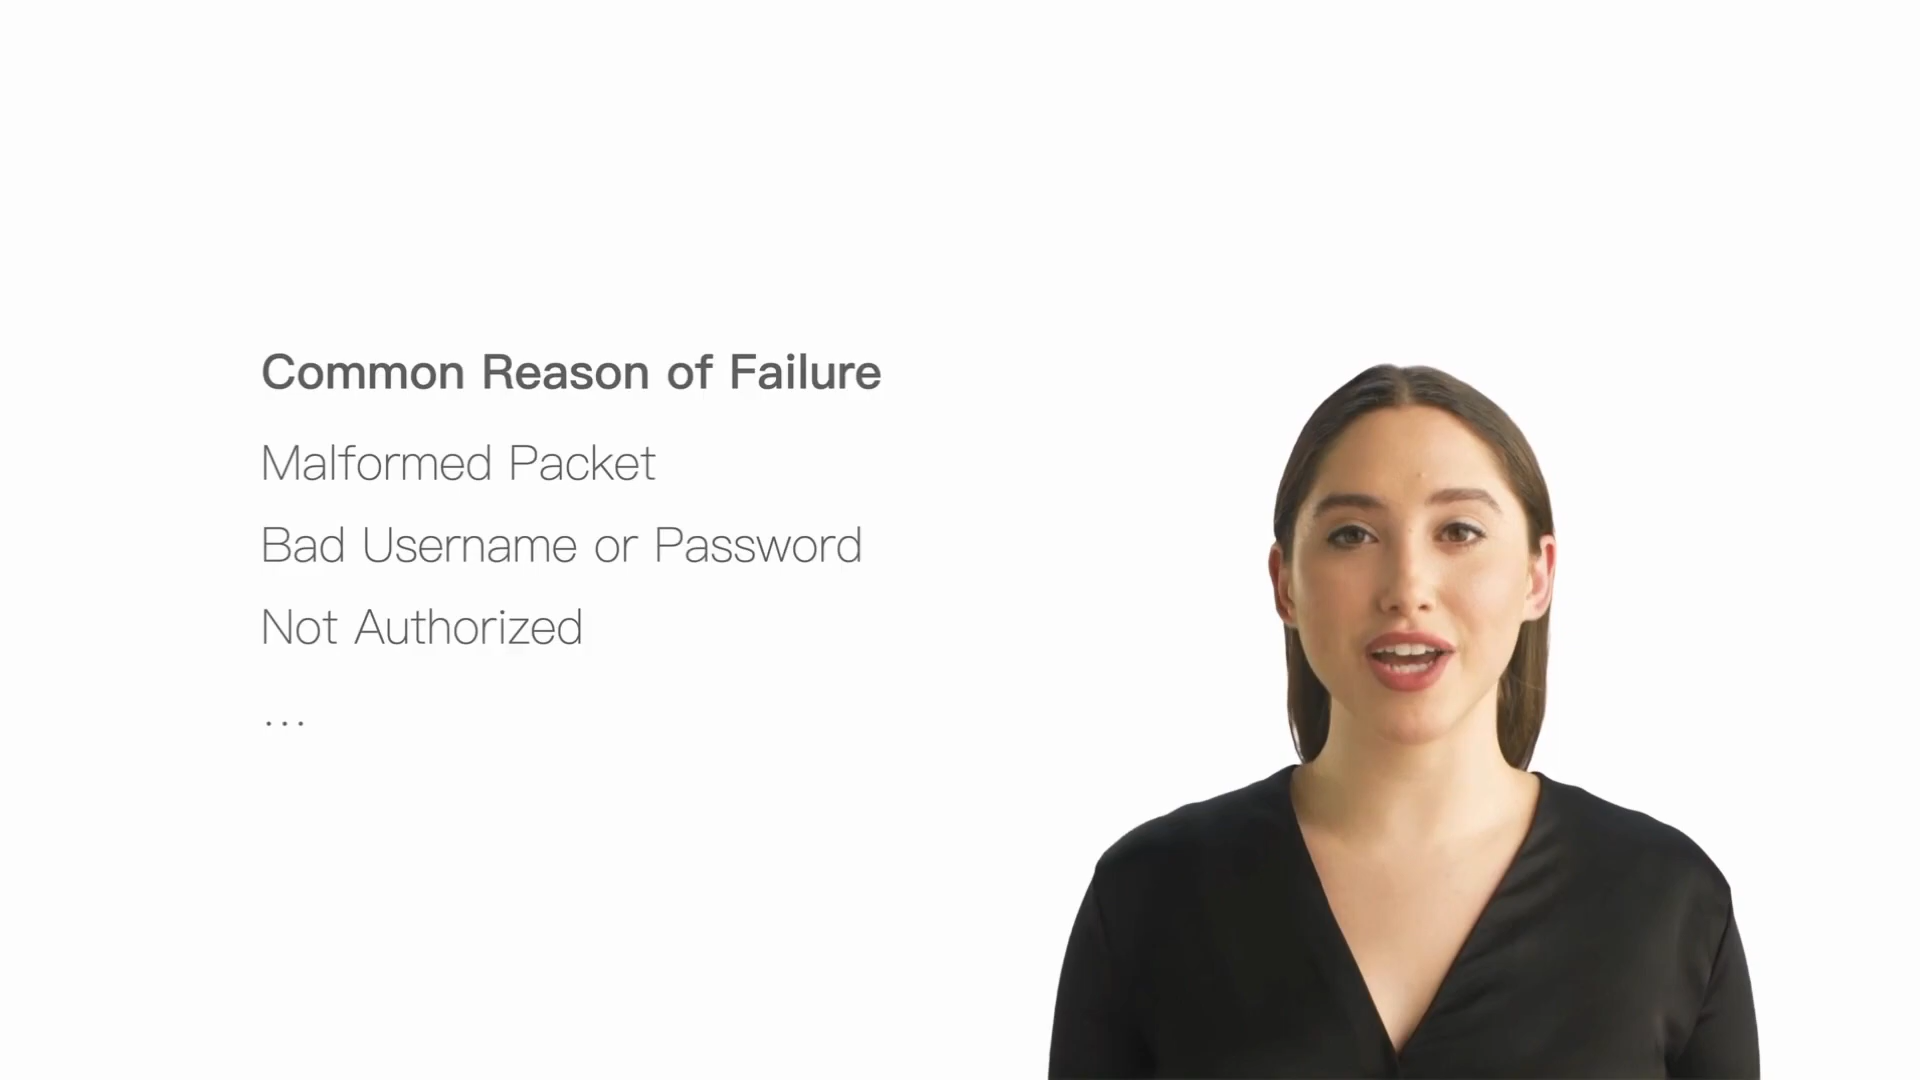 Common Reason of Failure
Malformed Packet
Bad Username or Password
Not Authorized
...